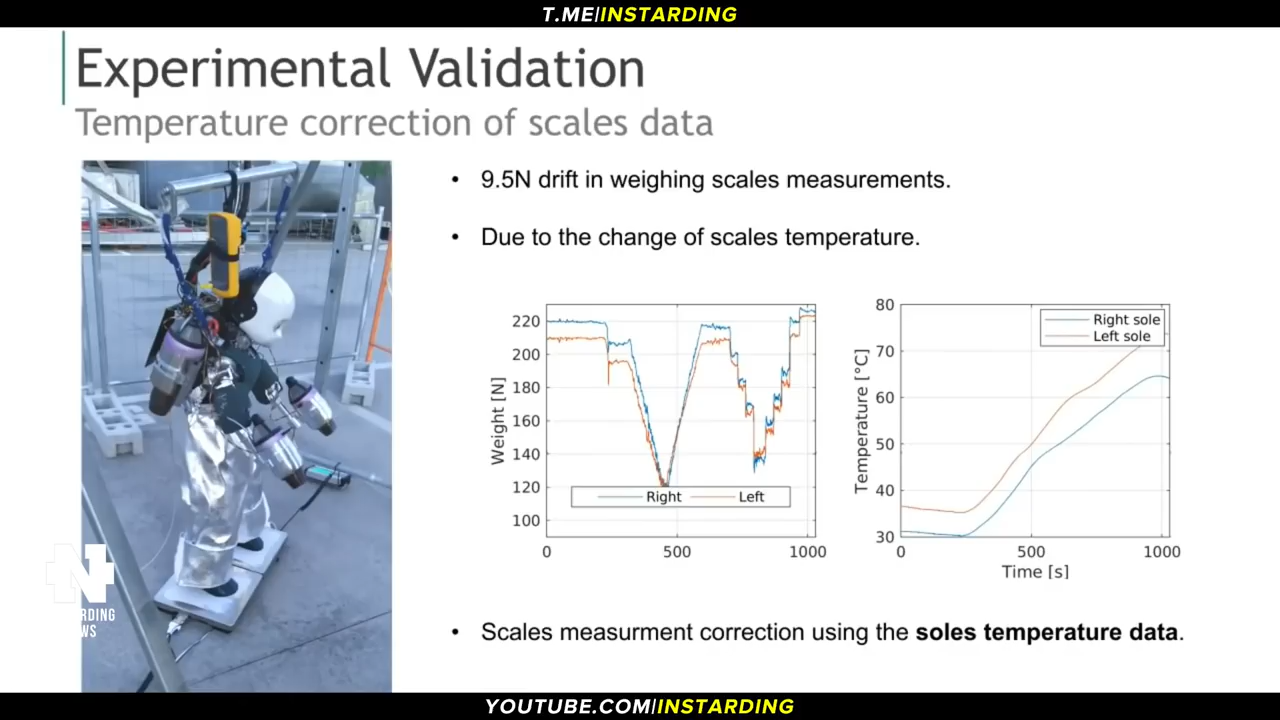 T.ME|INSTARDING
Experimental Validation
Temperature correction of scales data
• 9.5N drift in weighing scales measurements.
• Due to the change of scales temperature.
220
200
180
160
140
120
100
Weight [N]
Right Left
0 500 1000
80
70
60
50
40
30
Temperature [°C]
Right sole
Left sole
0 500 1000
Time [s]
• Scales measurment correction using the soles temperature data.
N
YOUTUBE.COM|INSTARDING